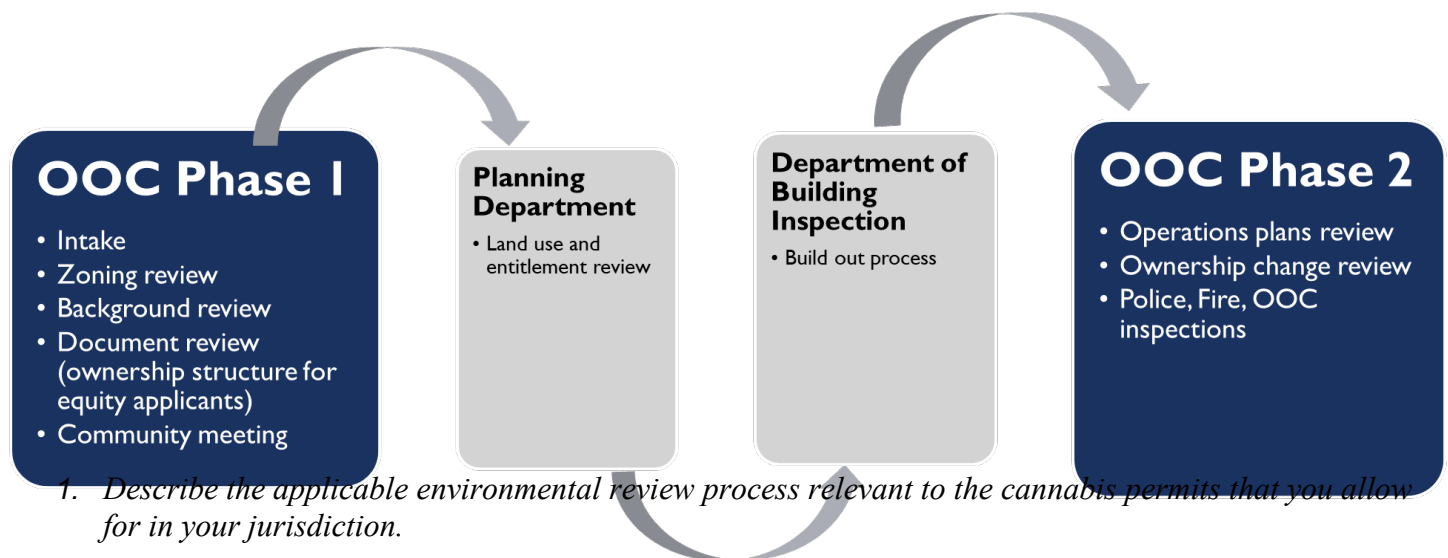 OOC Phase 1
• Intake
• Zoning review
• Background review
• Document review
(ownership structure for
equity applicants)
• Community meeting
Planning
Department
• Land use and
entitlement review
Department of
Building
Inspection
• Build out process
OOC Phase 2
• Operations plans review
• Ownership change review
• Police, Fire, OOC
inspections
1. Describe the applicable environmental review process relevant to the cannabis permits that you allow
for in your jurisdiction.